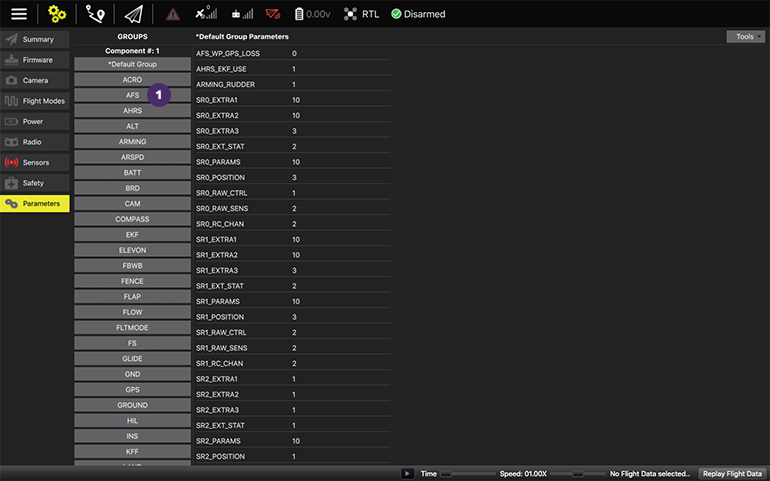 0.00v RTL Disarmed
Summary
Firmware
Camera
Flight Modes
Power
Radio
Sensors
Safety
Parameters
GROUPS
Component #: 1
*Default Group
ACRO
AFS
1
AHRS
ALT
ARMING
ARSPD
BATT
BRD
CAM
COMPASS
EKF
ELEVON
FBWB
FENCE
FLAP
FLOW
FLTMODE
FS
GLIDE
GND
GPS
GROUND
HIL
INS
KFF
*Default Group Parameters
Tools
AFS_WP_GPS_LOSS 0
AHRS_EKF_USE 1
ARMING_RUDDER 1
SR0_EXTRA1 10
SR0_EXTRA2 10
SR0_EXTRA3 3
SR0_EXT_STAT 2
SR0_PARAMS 10
SR0_POSITION 3
SR0_RAW_CTRL 1
SR0_RAW_SENS 2
SR0_RC_CHAN 2
SR1_EXTRA1 10
SR1_EXTRA2 10
SR1_EXTRA3 3
SR1_EXT_STAT 2
SR1_PARAMS 10
SR1_POSITION 3
SR1_RAW_CTRL 2
SR1_RAW_SENS 2
SR1_RC_CHAN 2
SR2_EXTRA1 1
SR2_EXTRA2 1
SR2_EXTRA3 1
SR2_EXT_STAT 1
SR2_PARAMS 10
SR2_POSITION 1
Time Speed: 01.00X No Flight Data selected.. Replay Flight Data